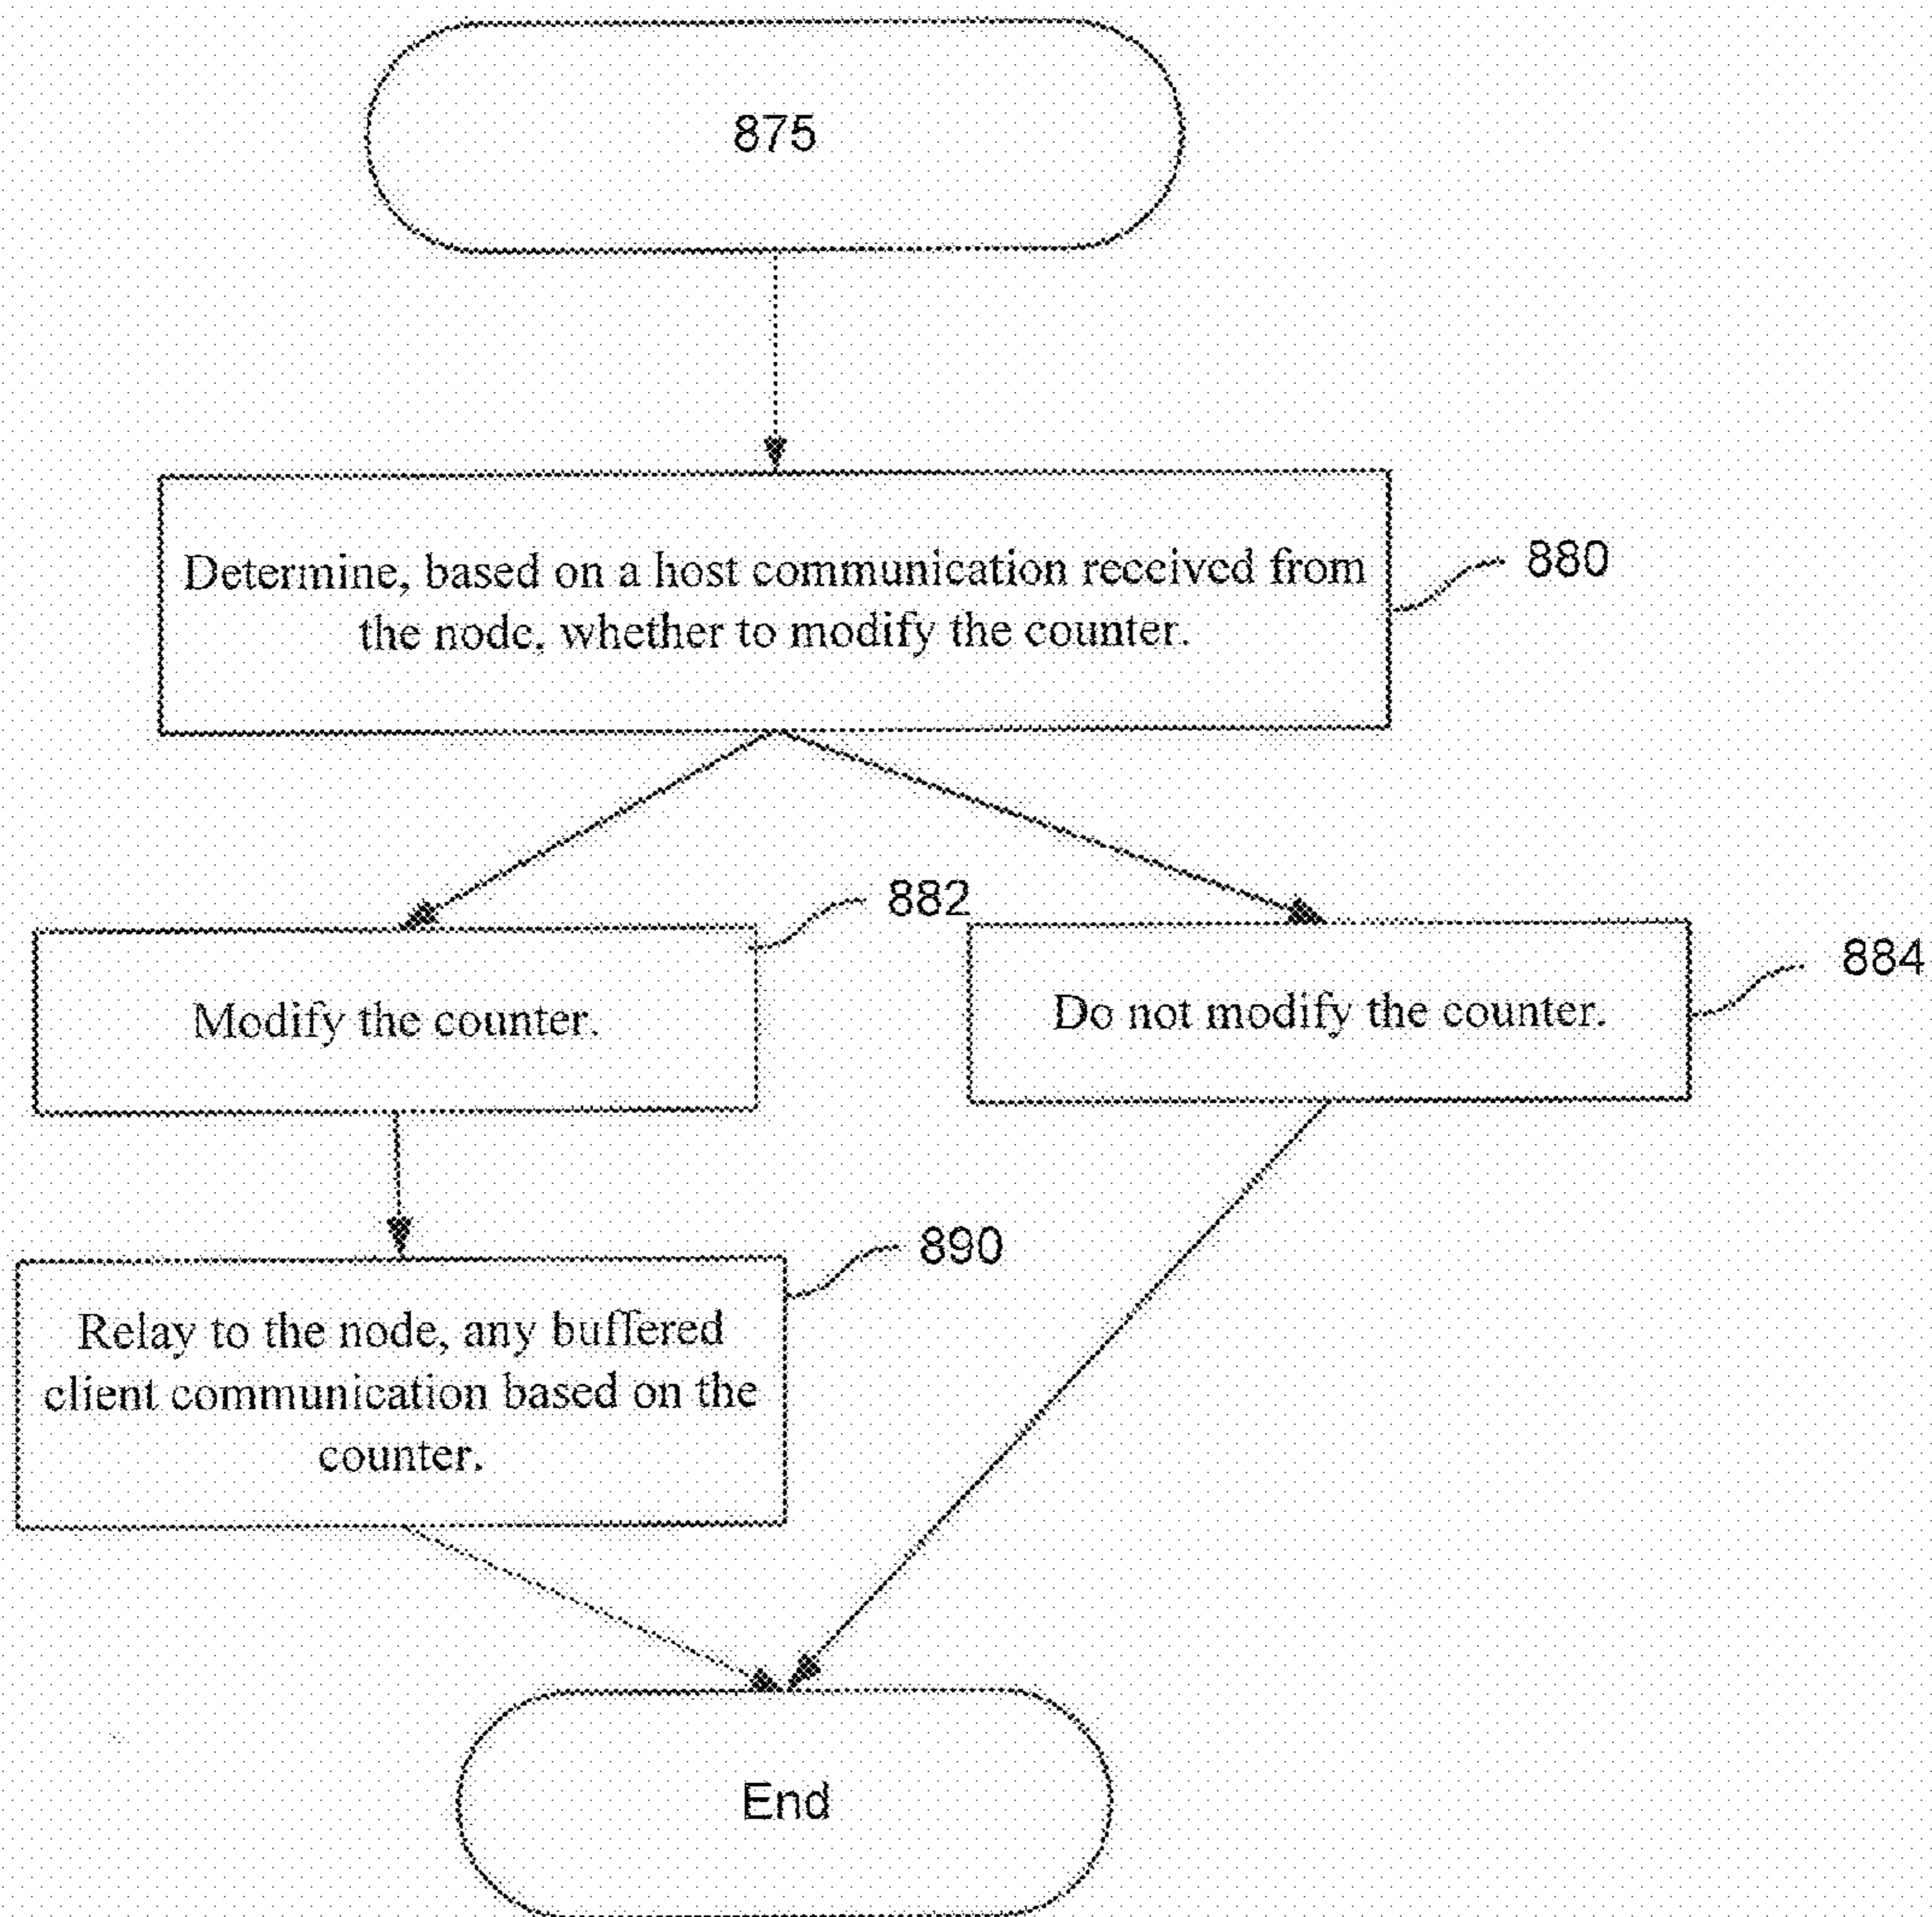 875
Determine, based on a host communication received from
the node, whether to modify the counter.
880
882
Modify the counter.
884
Do not modify the counter.
890
Relay to the node, any buffered
client communication based on the
counter.
End